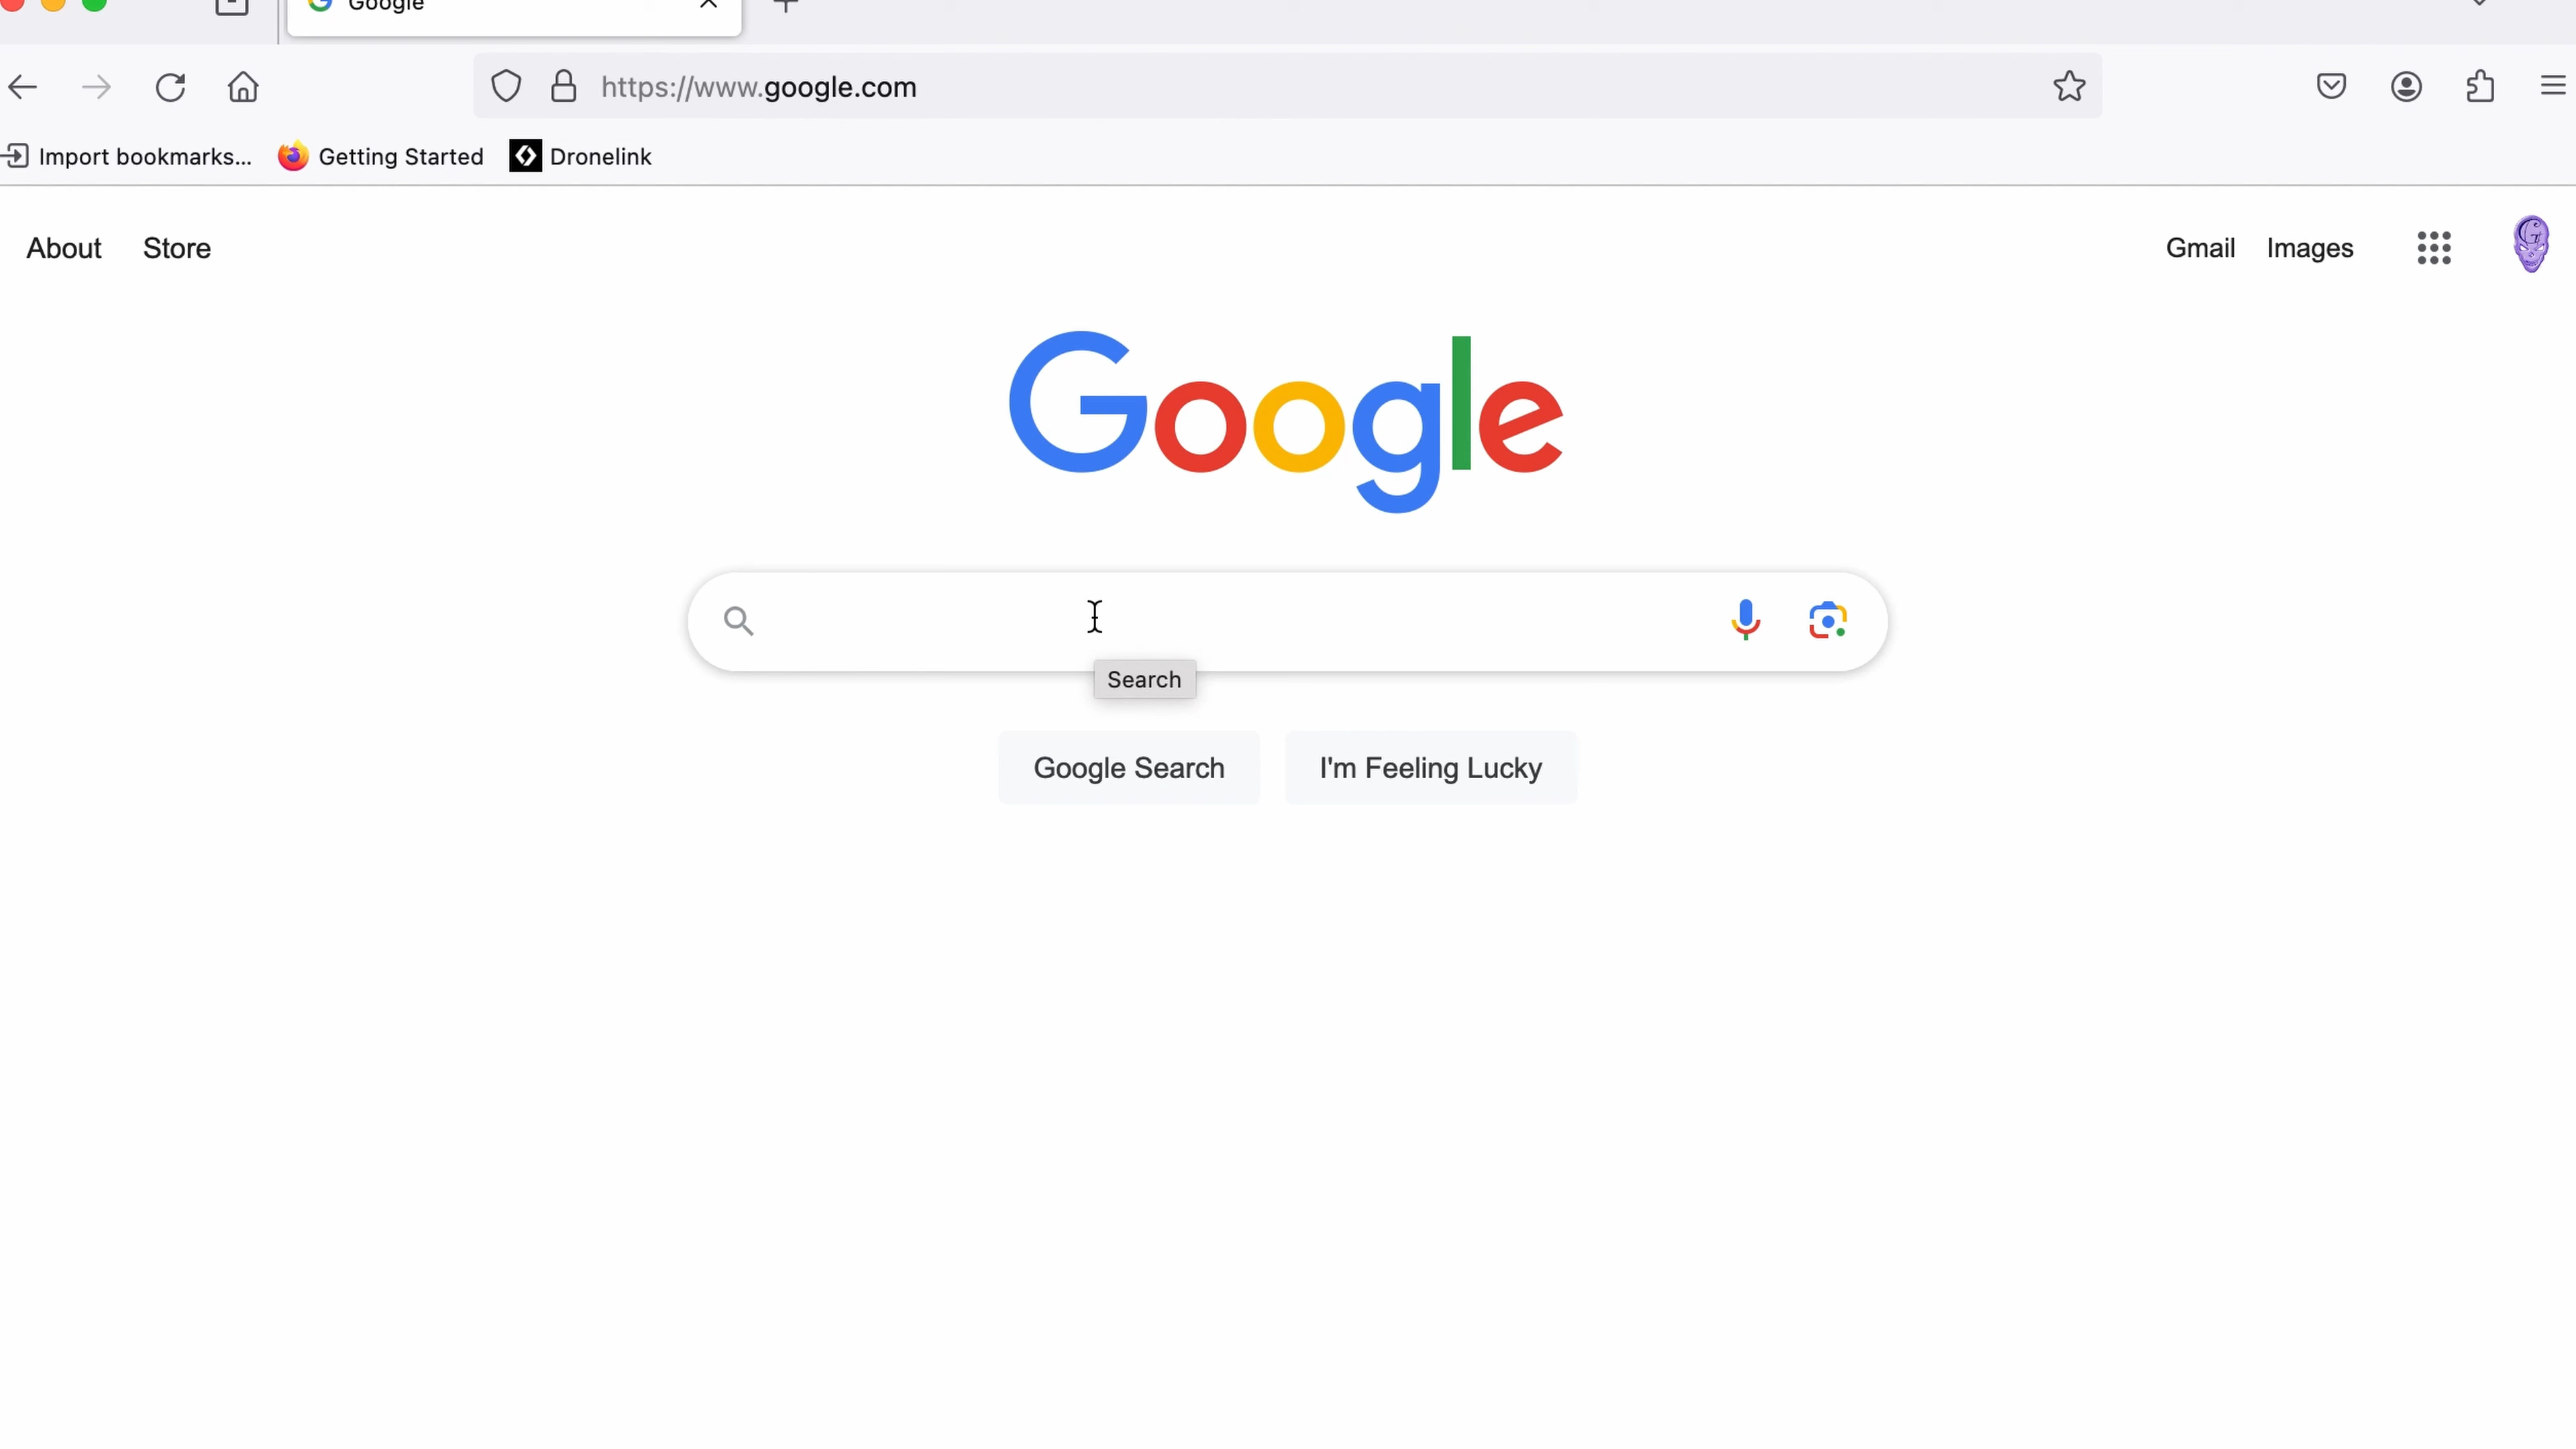 Google
https://www.google.com
Import bookmarks... Getting Started Dronelink
About Store Gmail Images
Google
Search
Google Search I'm Feeling Lucky